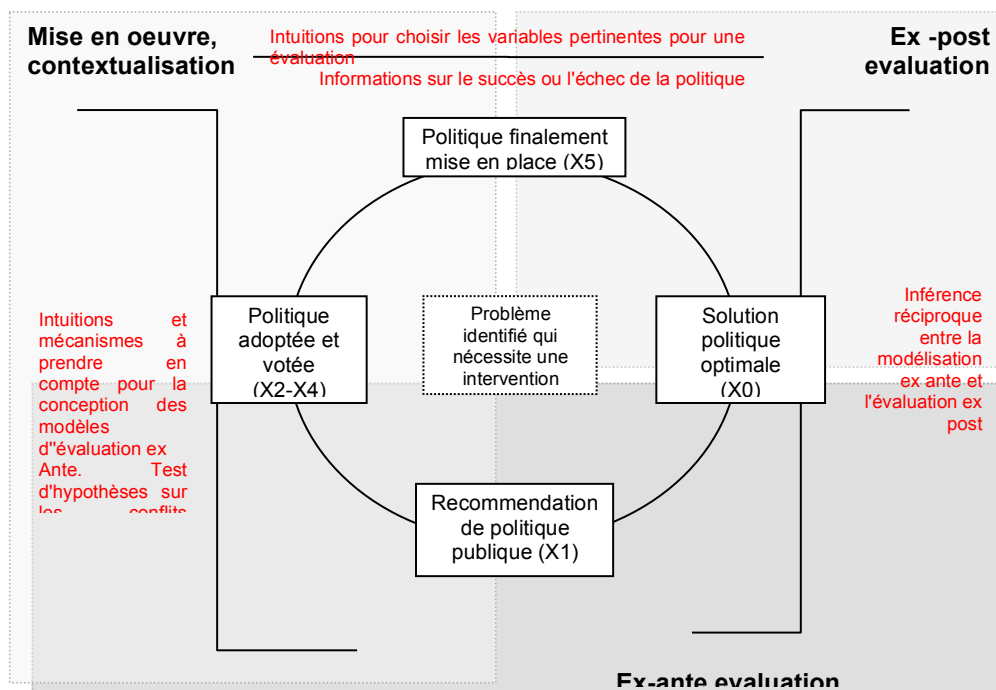 Mise en oeuvre,
contextualisation
Intuitions pour choisir les variables pertinentes pour une
évaluation
Informations sur le succès ou l'échec de la politique
Ex -post
evaluation
Politique finalement
mise en place (X5)
Intuitions et
mécanismes à
prendre en
compte pour la
conception des
modèles
d''évaluation ex
Ante. Test
d'hypothèses sur
les conflits
Politique
adoptée et
votée
(X2-X4)
Problème
identifié qui
nécessite une
intervention
Solution
politique
optimale
(X0)
Inférence
réciproque
entre la
modélisation
ex ante et
l'évaluation ex
post
Recommendation
de politique
publique (X1)
Ex-ante evaluation